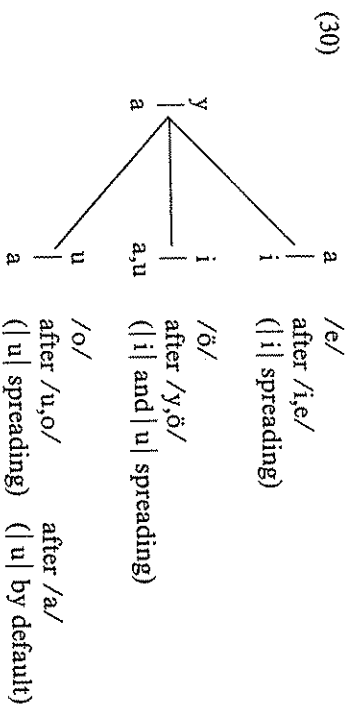 (30)
y
a
a
i
/e/
after /i,e/
(|i| spreading)
i
a,u
/ö/
after /y,ö/
(|i| and |u| spreading)
u
a
/o/
after /u,o/ after /a/
(|u| spreading) (|u| by default)